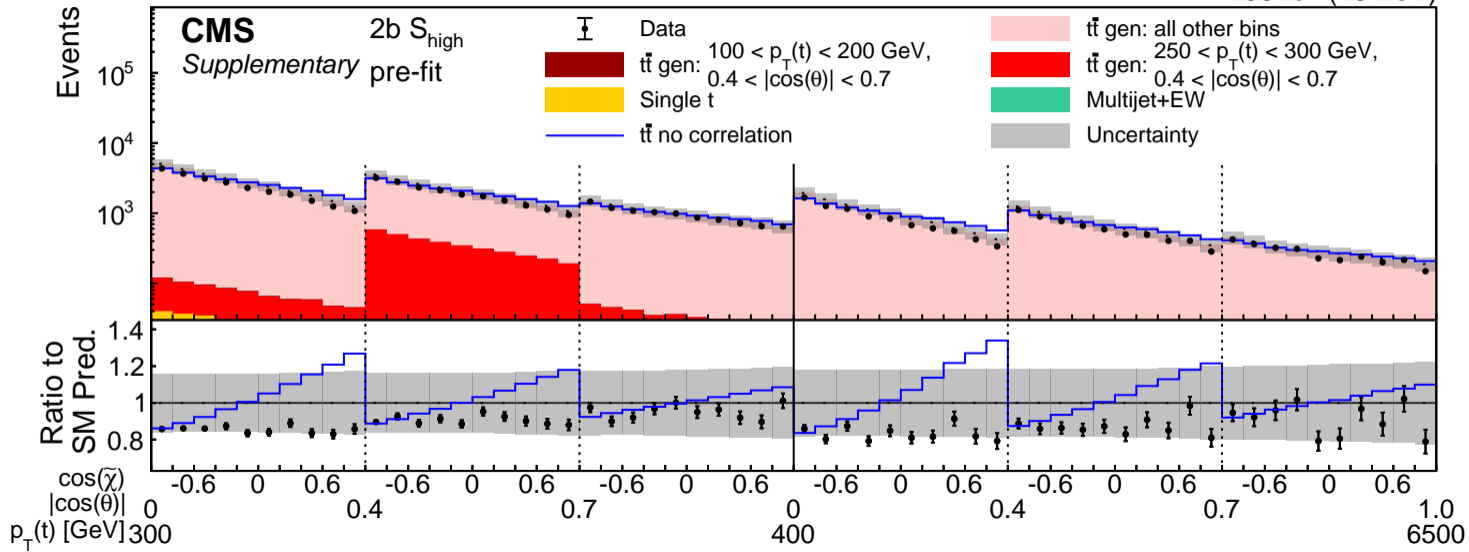 CMS
Supplementary
2b S_high
pre-fit
Data
tt̄ gen: 100 < p_T(t) < 200 GeV,
0.4 < |cos(θ)| < 0.7
Single t
tt̄ no correlation
tt̄ gen: all other bins
tt̄ gen: 250 < p_T(t) < 300 GeV,
0.4 < |cos(θ)| < 0.7
Multijet+EW
Uncertainty
Events
10^5
10^4
10^3
Ratio to
SM Pred.
1.4
1.2
1
0.8
cos(χ̃) -0.6 0 0.6 -0.6 0 0.6 -0.6 0 0.6 -0.6 0 0.6 -0.6 0 0.6 -0.6 0 0.6
|cos(θ)| 0 0.4 0.7 0 0.4 0.7 1.0
p_T(t) [GeV] 300 400 6500